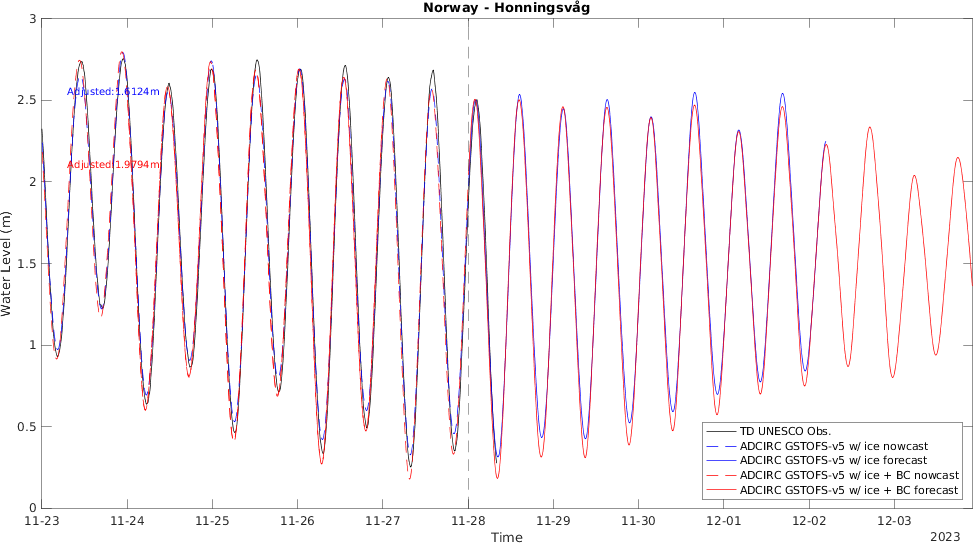 Norway - Honningsvåg
3
2.5
2
1.5
1
0.5
0
Water Level (m)
Adjusted:1.6124m
Adjusted:1.9794m
TD UNESCO Obs.
ADCIRC GSTOFS-v5 w/ ice nowcast
ADCIRC GSTOFS-v5 w/ ice forecast
ADCIRC GSTOFS-v5 w/ ice + BC nowcast
ADCIRC GSTOFS-v5 w/ ice + BC forecast
11-23 11-24 11-25 11-26 11-27 11-28 11-29 11-30 12-01 12-02 12-03
Time
2023